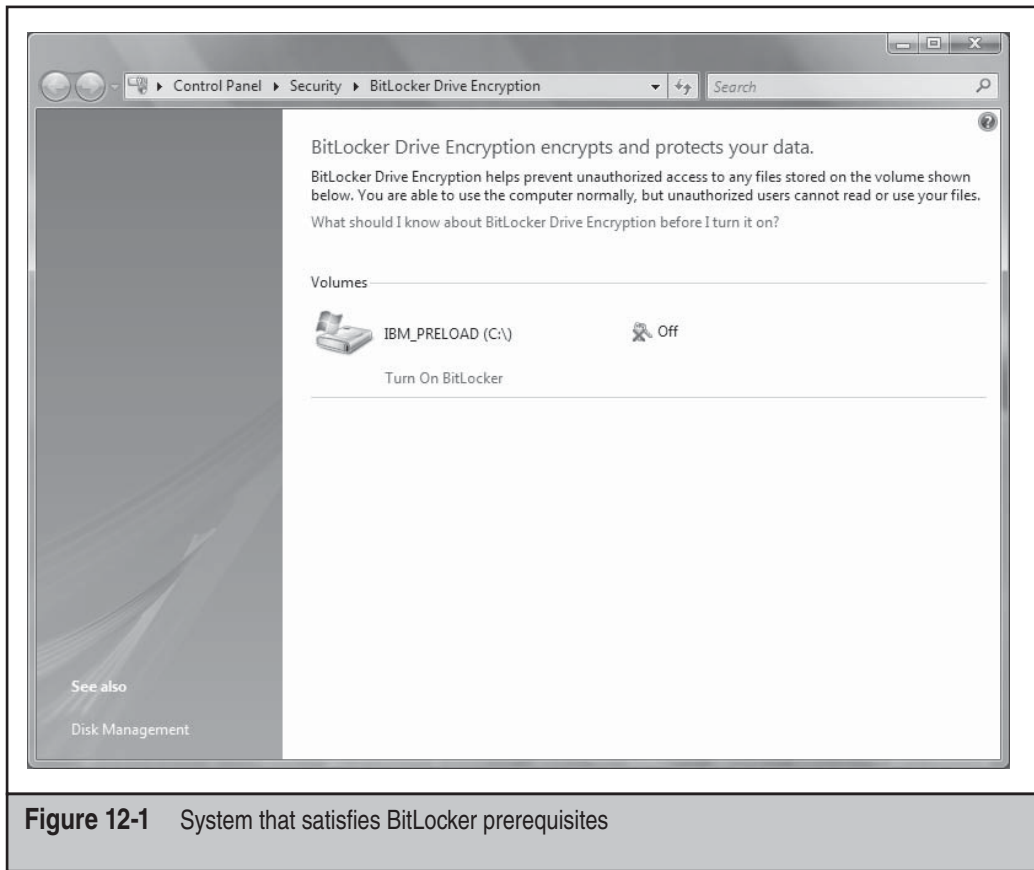 Control Panel Security BitLocker Drive Encryption Search
BitLocker Drive Encryption encrypts and protects your data.
BitLocker Drive Encryption helps prevent unauthorized access to any files stored on the volume shown
below. You are able to use the computer normally, but unauthorized users cannot read or use your files.
What should I know about BitLocker Drive Encryption before I turn it on?
Volumes
IBM_PRELOAD (C:\) Off
Turn On BitLocker
See also
Disk Management
Figure 12-1 System that satisfies BitLocker prerequisites